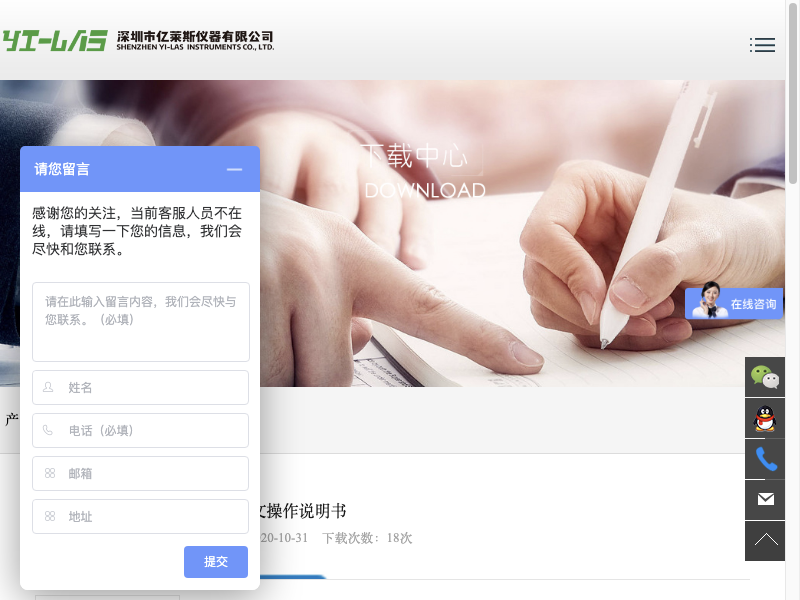 YI-LAS 深圳市亿莱斯仪器有限公司
SHENZHEN YI-LAS INSTRUMENTS CO., LTD.
下载中心
DOWNLOAD
请您留言
感谢您的关注，当前客服人员不在
线，请填写一下您的信息，我们会
尽快和您联系。
请在此输入留言内容，我们会尽快与
您联系。（必填）
姓名
电话（必填）
邮箱
地址
提交
在线咨询
产
操作说明书
20-10-31 下载次数：18次